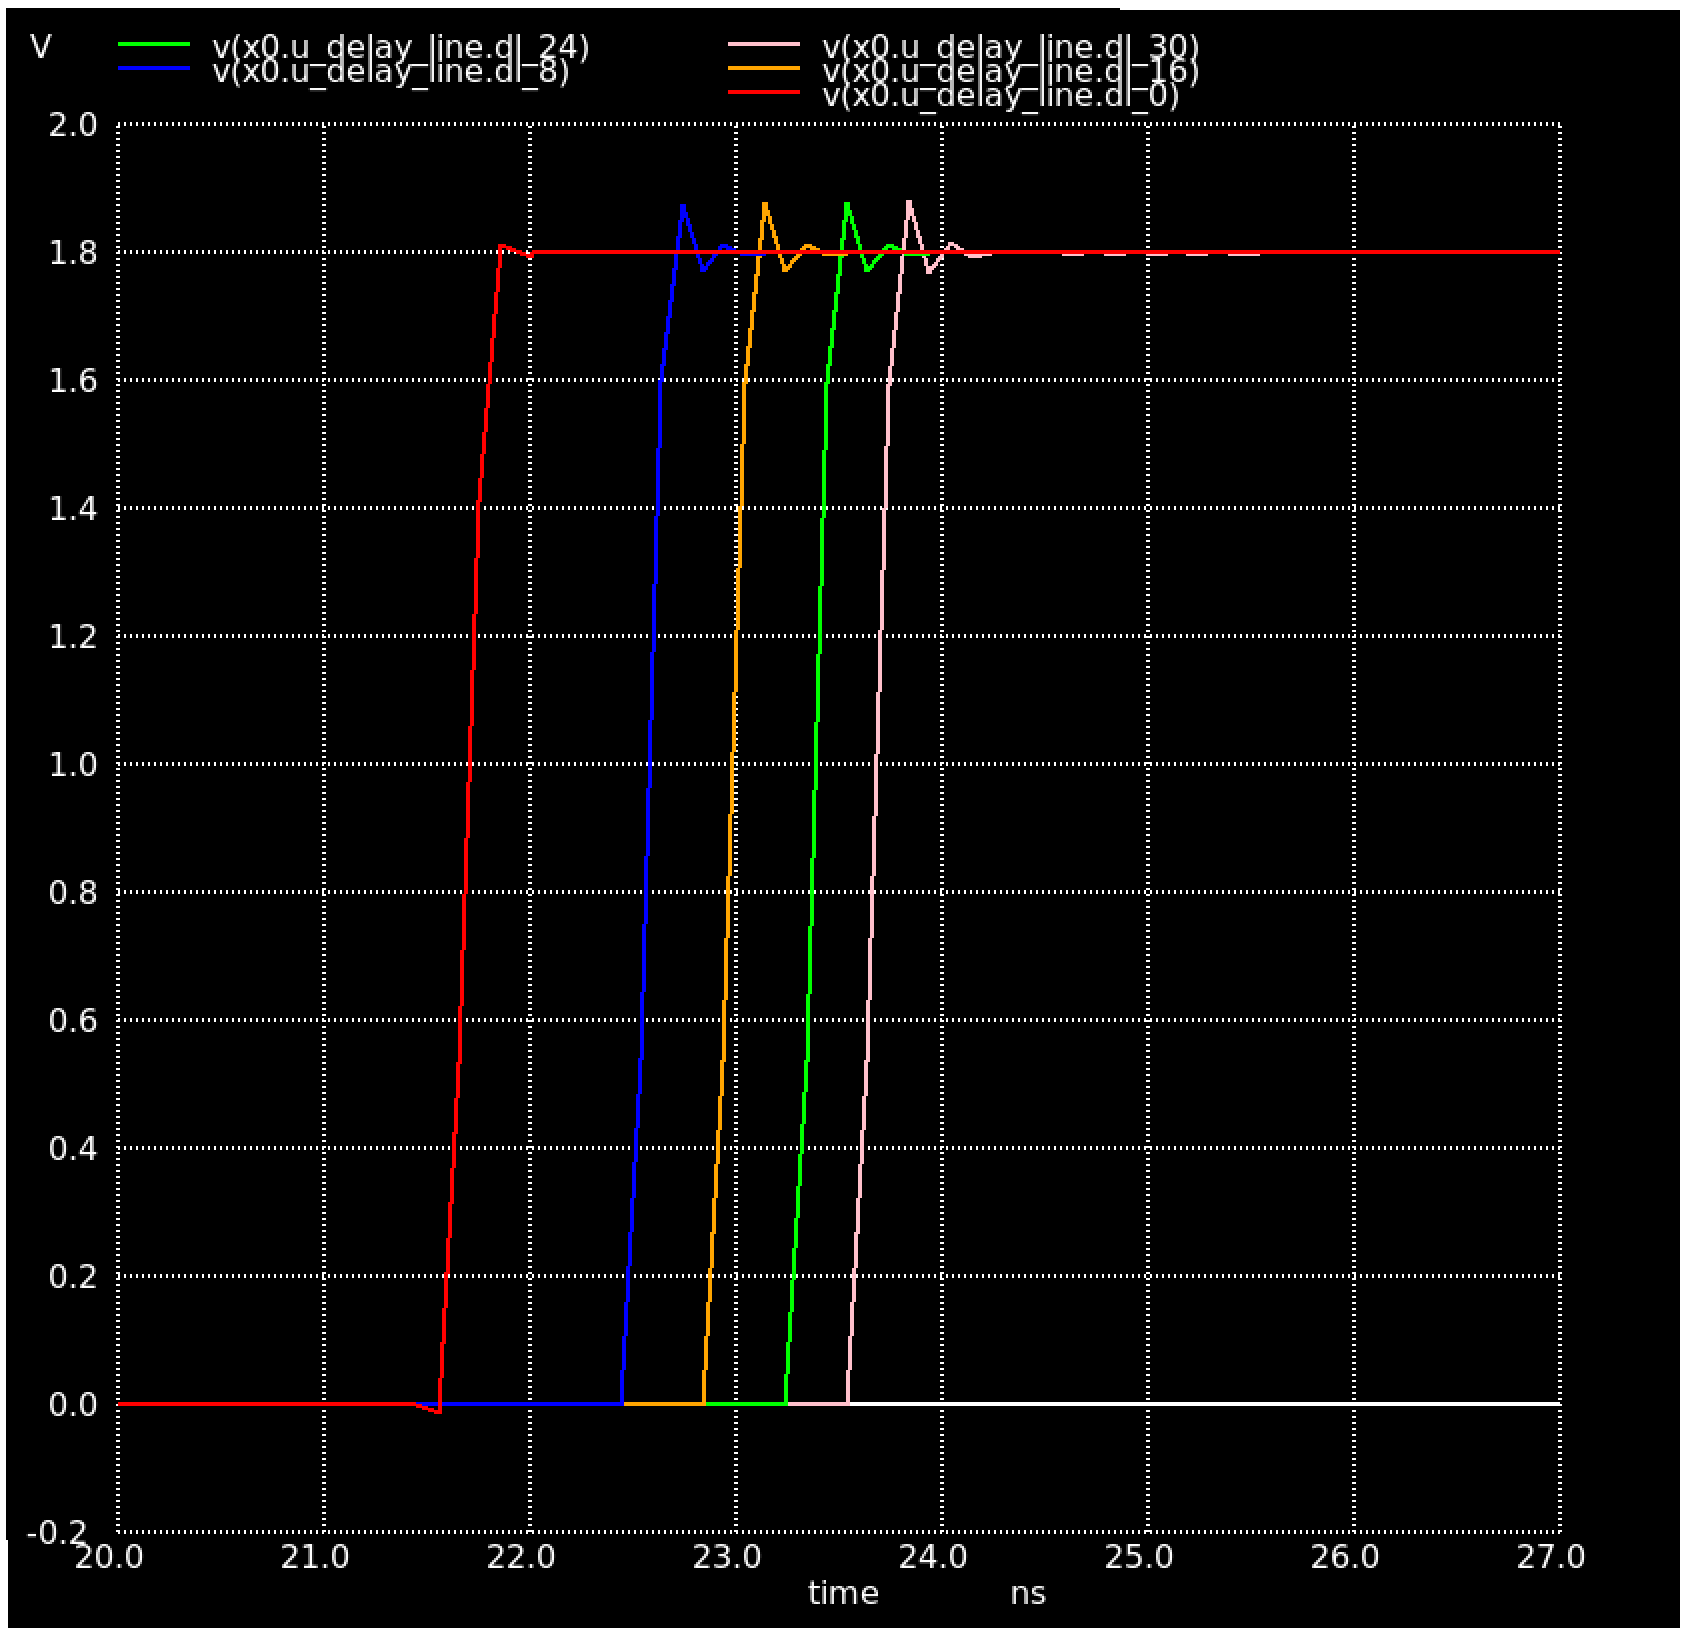 V
v(x0.u_delay_line.dl_24) v(x0.u_delay_line.dl_30)
v(x0.u_delay_line.dl_8) v(x0.u_delay_line.dl_16)
v(x0.u_delay_line.dl_0)
2.0
1.8
1.6
1.4
1.2
1.0
0.8
0.6
0.4
0.2
0.0
-0.2
20.0 21.0 22.0 23.0 24.0 25.0 26.0 27.0
time ns